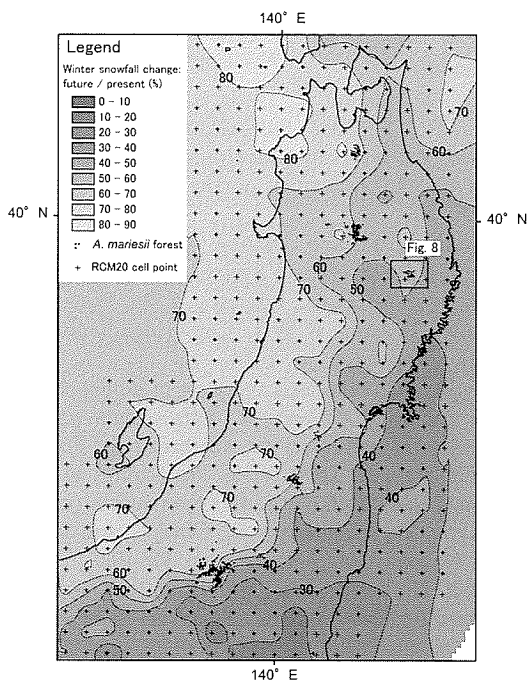 140° E
Legend
Winter snowfall change:
future / present (%)
0 - 10
10 - 20
20 - 30
30 - 40
40 - 50
50 - 60
60 - 70
70 - 80
80 - 90
A. mariesii forest
RCM20 cell point
P
80
70
60
80
40° N
40° N
Fig. 8
60
70
50
70
70
60
40
70
70
40
70
60
50
40
30
140° E